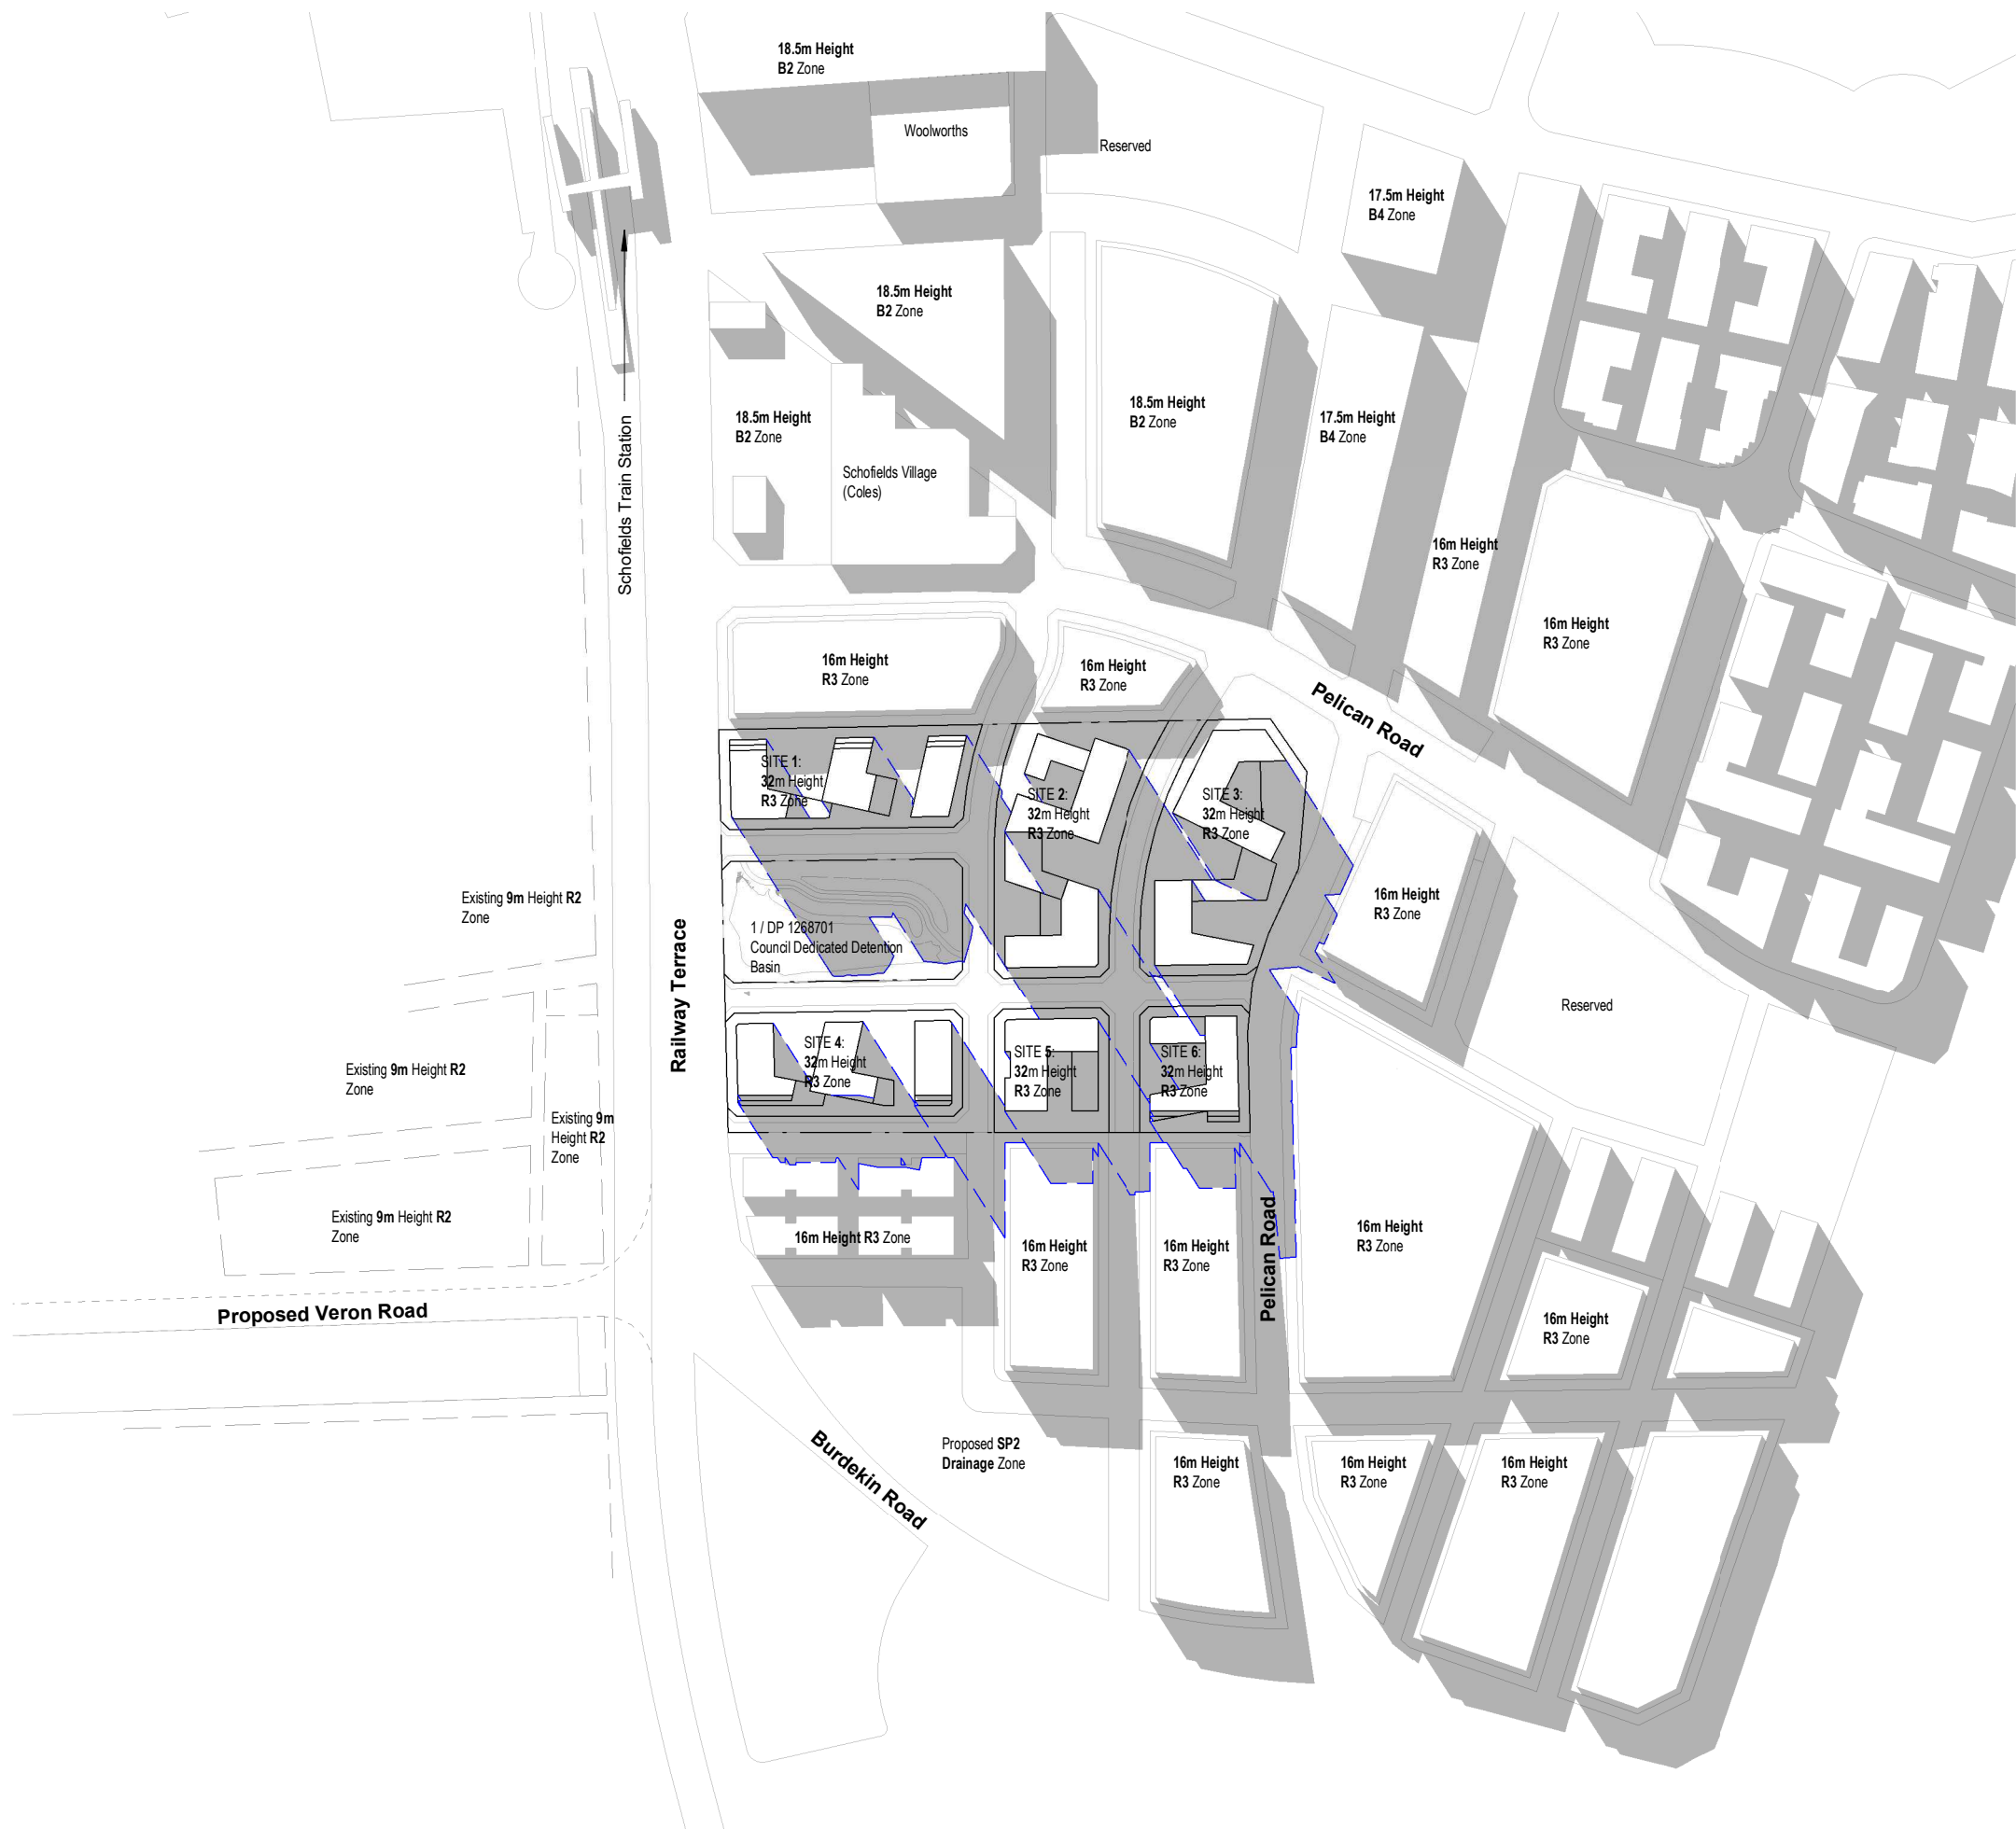 18.5m Height
B2 Zone
Woolworths
Reserved
17.5m Height
B4 Zone
18.5m Height
B2 Zone
18.5m Height
B2 Zone
18.5m Height
B2 Zone
17.5m Height
B4 Zone
Schofields Village
(Coles)
Schofields Train Station
16m Height
R3 Zone
16m Height
R3 Zone
16m Height
R3 Zone
16m Height
R3 Zone
Pelican Road
SITE 1:
32m Height
R3 Zone
SITE 2:
32m Height
R3 Zone
SITE 3:
32m Height
R3 Zone
16m Height
R3 Zone
Existing 9m Height R2
Zone
Railway Terrace
1 / DP 1268701
Council Dedicated Detention
Basin
Reserved
SITE 4:
32m Height
R3 Zone
SITE 5:
32m Height
R3 Zone
SITE 6:
32m Height
R3 Zone
Existing 9m Height R2
Zone
Existing 9m
Height R2
Zone
Existing 9m Height R2
Zone
16m Height R3 Zone
16m Height
R3 Zone
16m Height
R3 Zone
Pelican Road
16m Height
R3 Zone
Proposed Veron Road
16m Height
R3 Zone
Burdekin Road
Proposed SP2
Drainage Zone
16m Height
R3 Zone
16m Height
R3 Zone
16m Height
R3 Zone